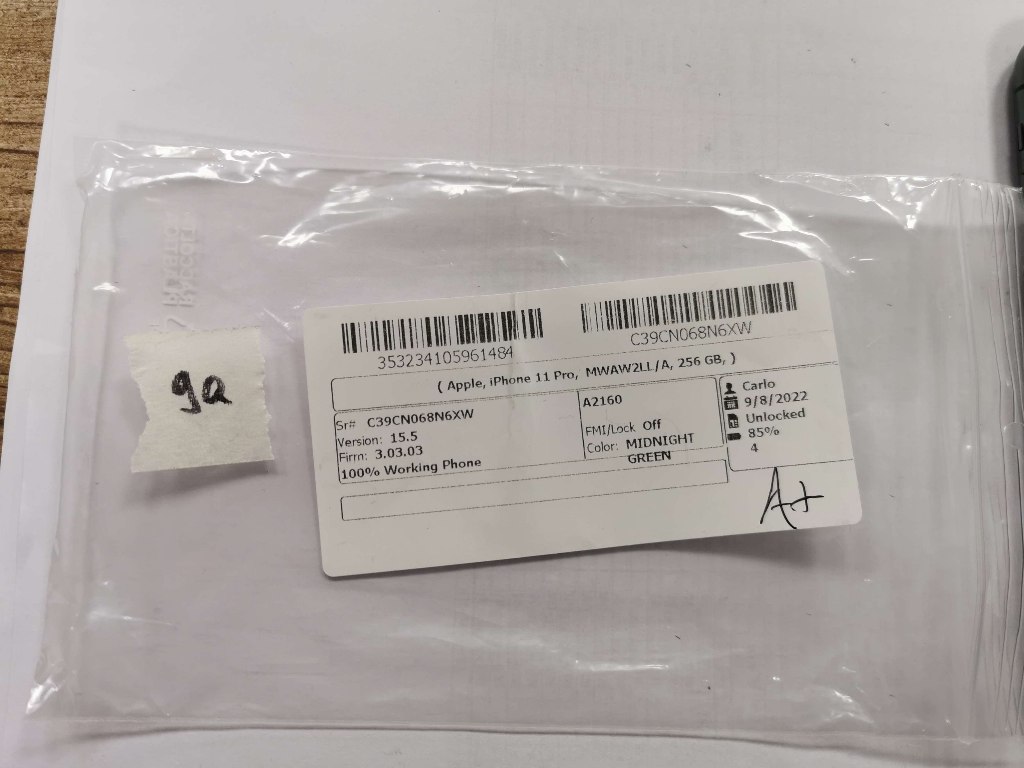 ga
353234105961484
C39CN068N6XW
( Apple, iPhone 11 Pro, MWAW2LL/A, 256 GB, )
Sr# C39CN068N6XW
Version: 15.5
Firm: 3.03.03
100% Working Phone
A2160
FMI/Lock Off
Color: MIDNIGHT
GREEN
Carlo
9/8/2022
Unlocked
85%
4
A+